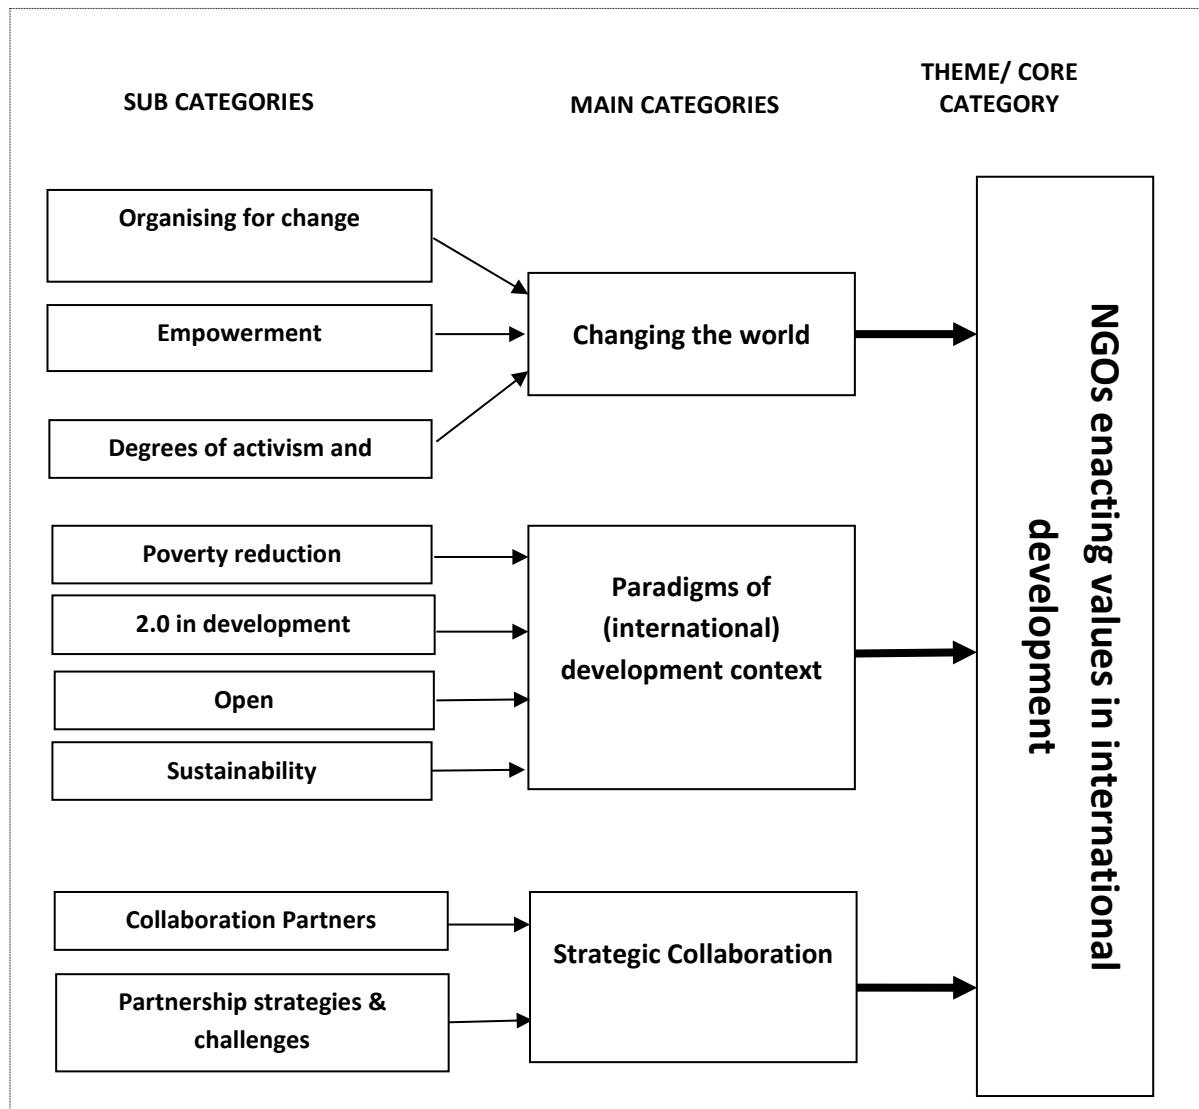 SUB CATEGORIES
MAIN CATEGORIES
THEME/ CORE
CATEGORY
Organising for change
Empowerment
Degrees of activism and
Changing the world
Poverty reduction
2.0 in development
Open
Sustainability
Paradigms of
(international)
development context
Collaboration Partners
Partnership strategies &
challenges
Strategic Collaboration
NGOs enacting values in international
development